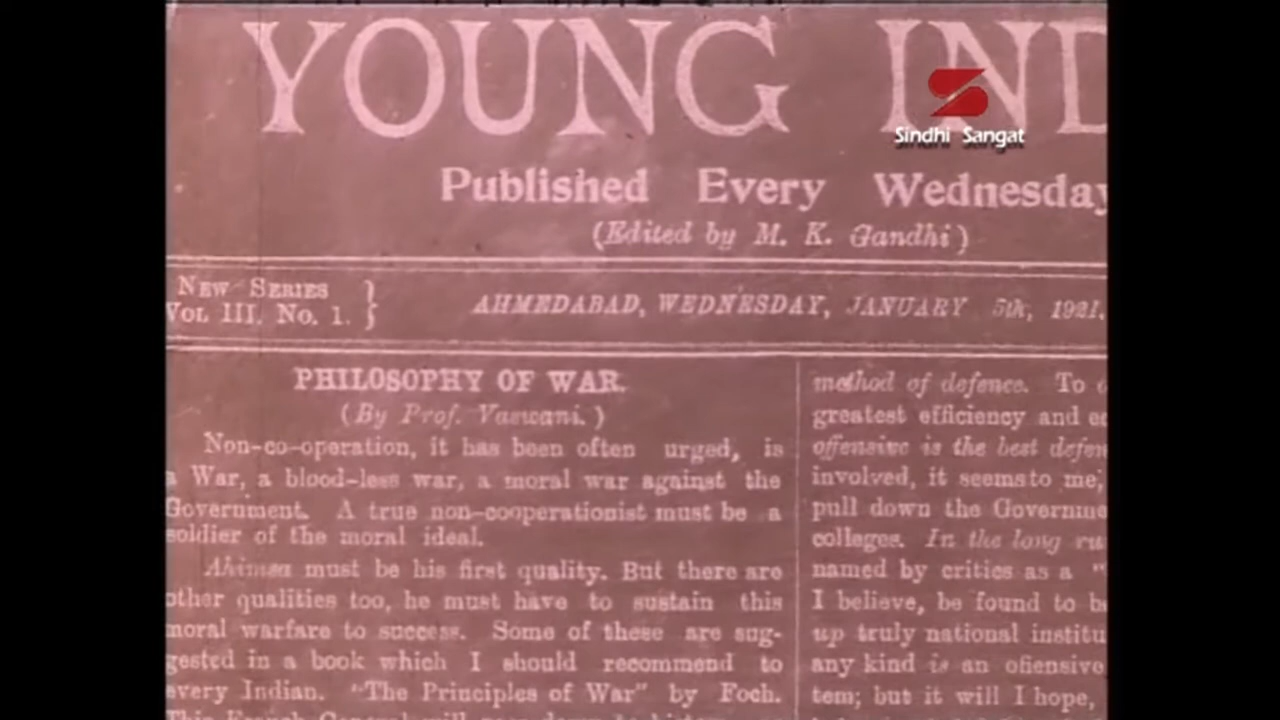 YOUNG IND
Sindhi Sangat
Published Every Wednesday
(Edited by M. K. Gandhi)
NEW SERIES
VOL III. No. 1.
AHMEDABAD, WEDNESDAY, JANUARY 5th, 1921.
PHILOSOPHY OF WAR.
(By Prof. Vaswani.)
Non-co-operation, it has been often urged, is
a War, a blood-less war, a moral war against the
Government. A true non-cooperationist must be a
soldier of the moral ideal.
Ahimsa must be his first quality. But there are
other qualities too, he must have to sustain this
moral warfare to success. Some of these are sug-
gested in a book which I should recommend to
every Indian. "The Principles of War" by Foch.
method of defence. To
greatest efficiency and
offensive is the best defen
involved, it seems to me,
pull down the Governme
colleges. In the long ru
named by critics as a "
I believe, be found to b
up truly national institu
any kind is an offensive
tem; but it will I hope,